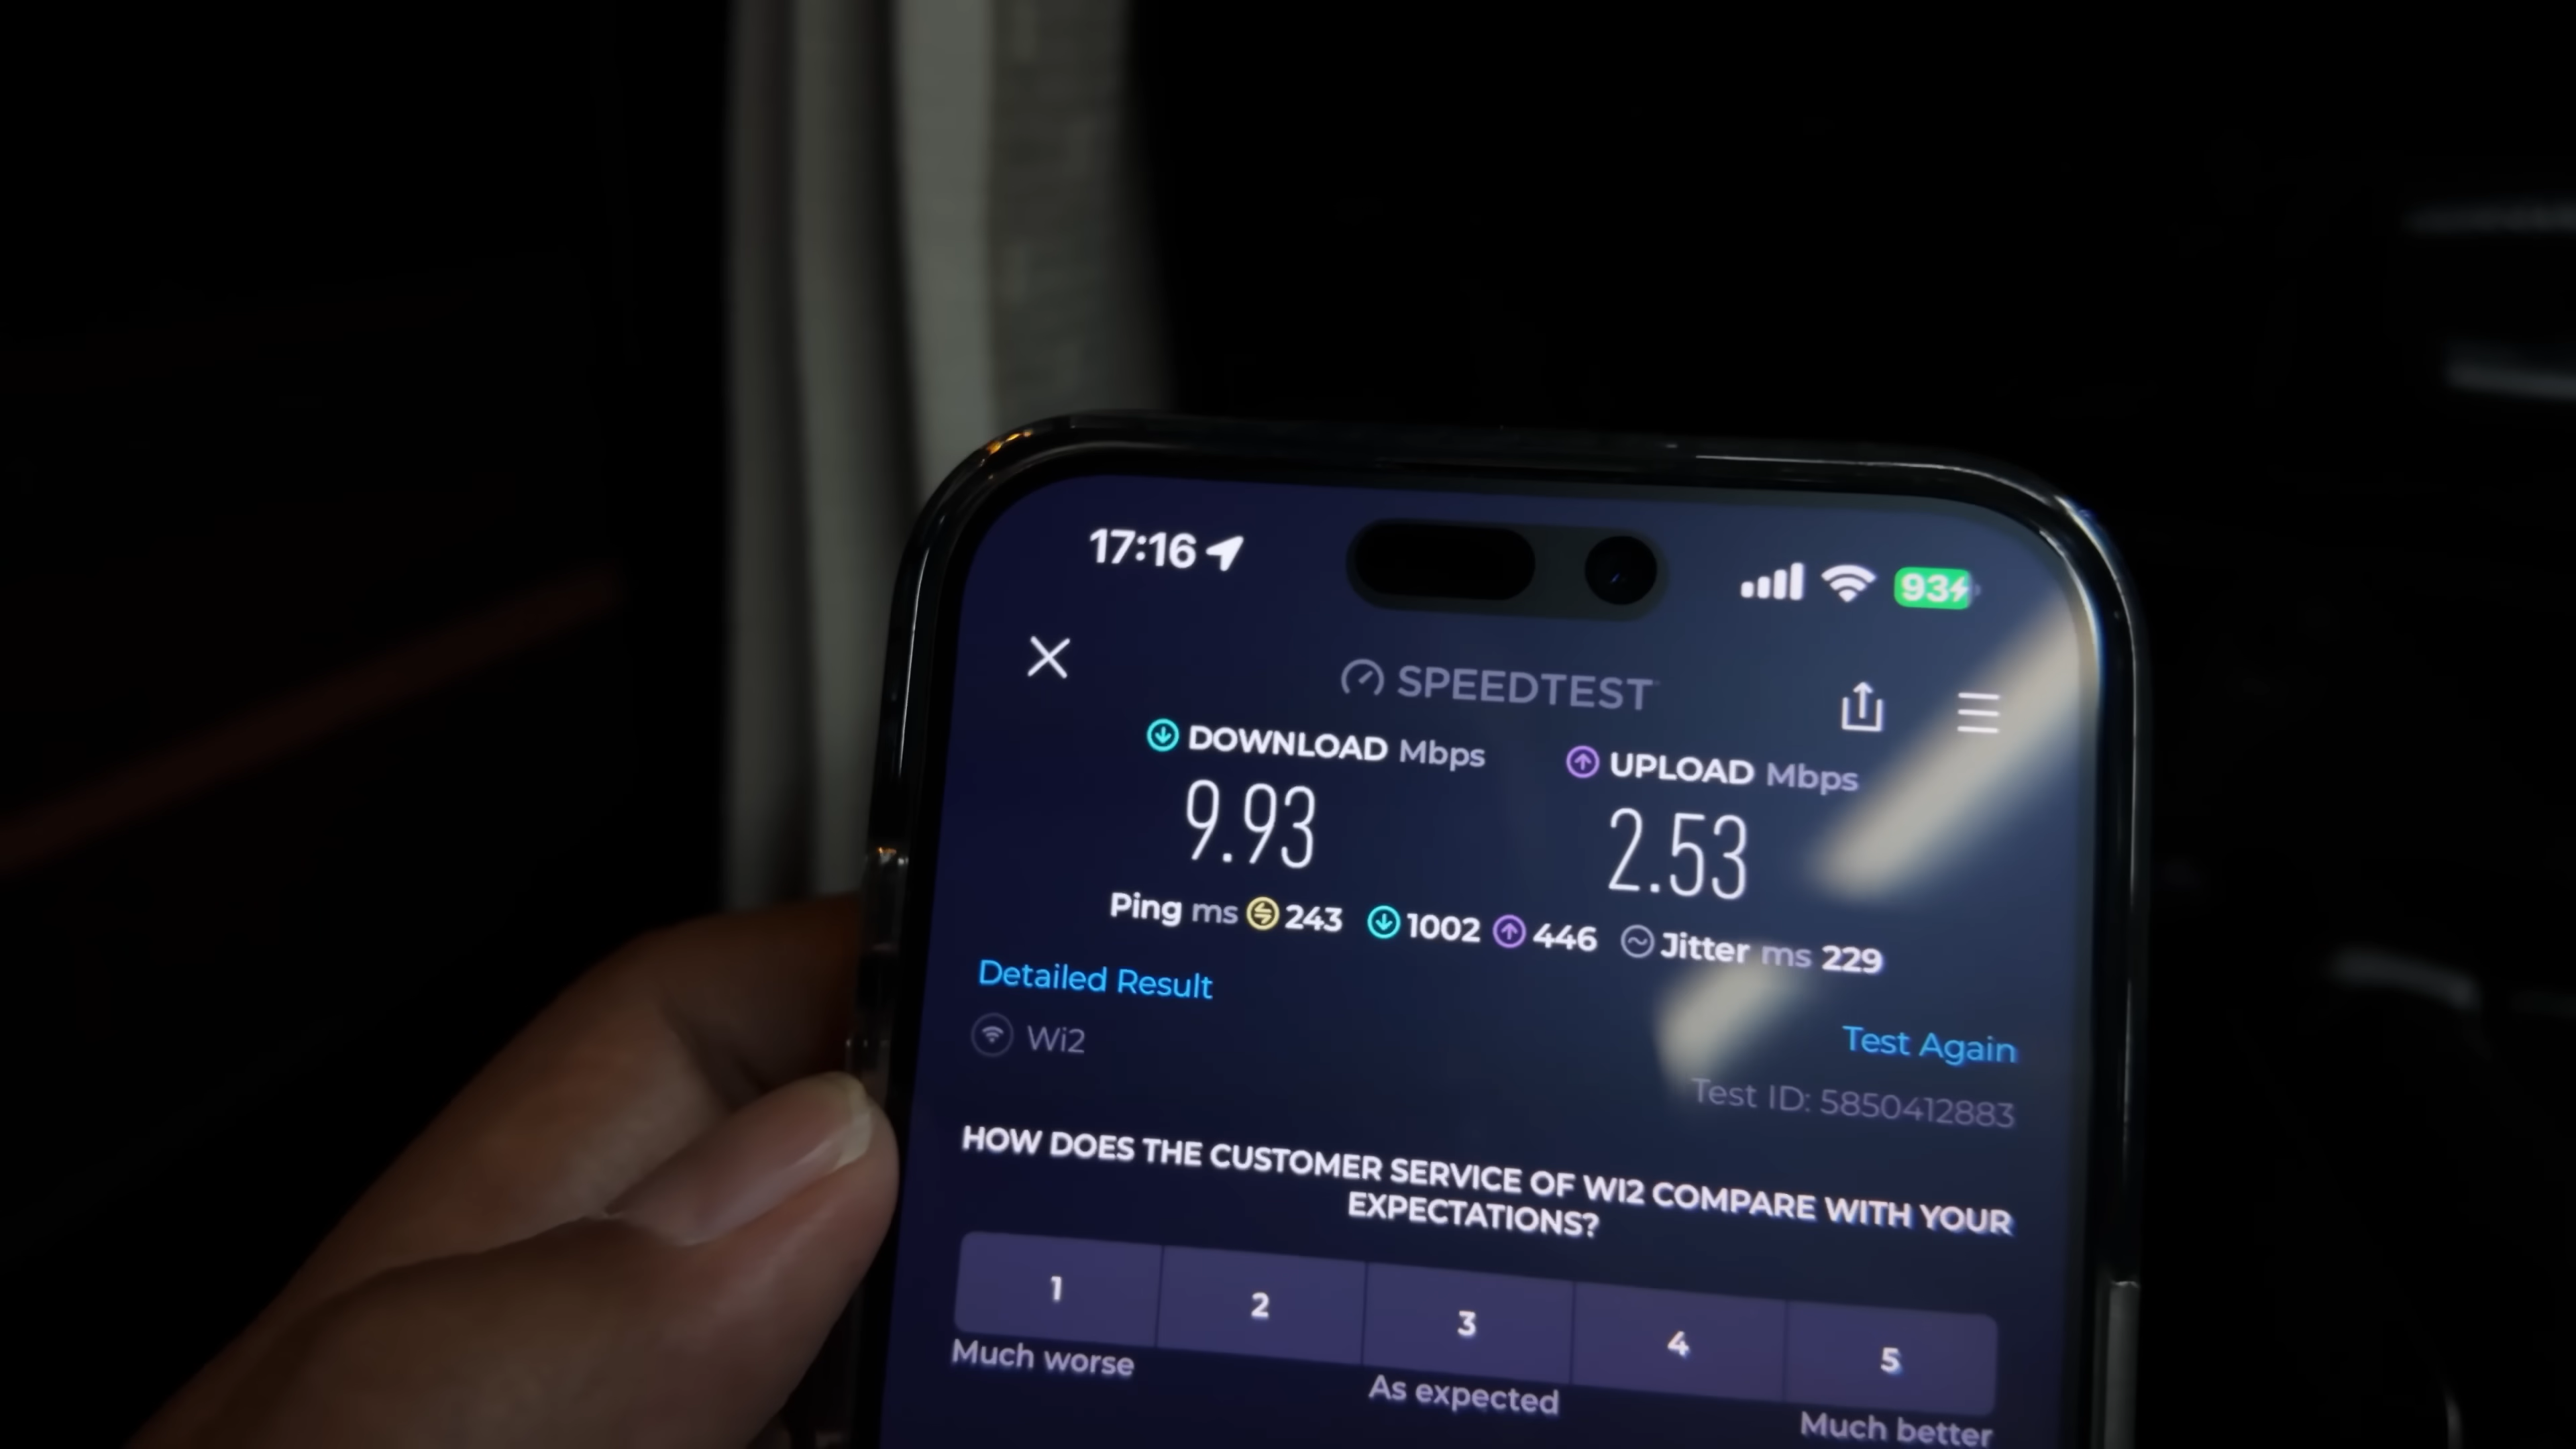 17:16
93
SPEEDTEST
DOWNLOAD Mbps
UPLOAD Mbps
9.93
2.53
Ping ms 243 1002 446 Jitter ms 229
Detailed Result
Wi2
Test Again
Test ID: 5850412883
HOW DOES THE CUSTOMER SERVICE OF WI2 COMPARE WITH YOUR
EXPECTATIONS?
1 2 3 4 5
Much worse
As expected
Much better